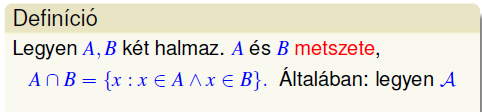 Definíció
Legyen A, B két halmaz. A és B metszete,
A ∩ B = {x : x ∈ A ∧ x ∈ B}. Általában: legyen 𝒜